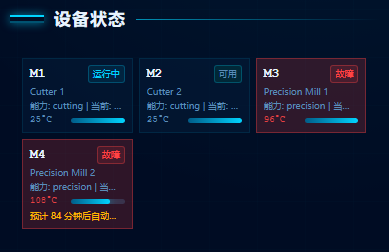 设备状态
M1 运行中
Cutter 1
能力: cutting | 当前: ...
25°C
M2 可用
Cutter 2
能力: cutting | 当前: ...
25°C
M3 故障
Precision Mill 1
能力: precision | 当...
96°C
M4 故障
Precision Mill 2
能力: precision | 当...
108°C
预计 84 分钟后自动...